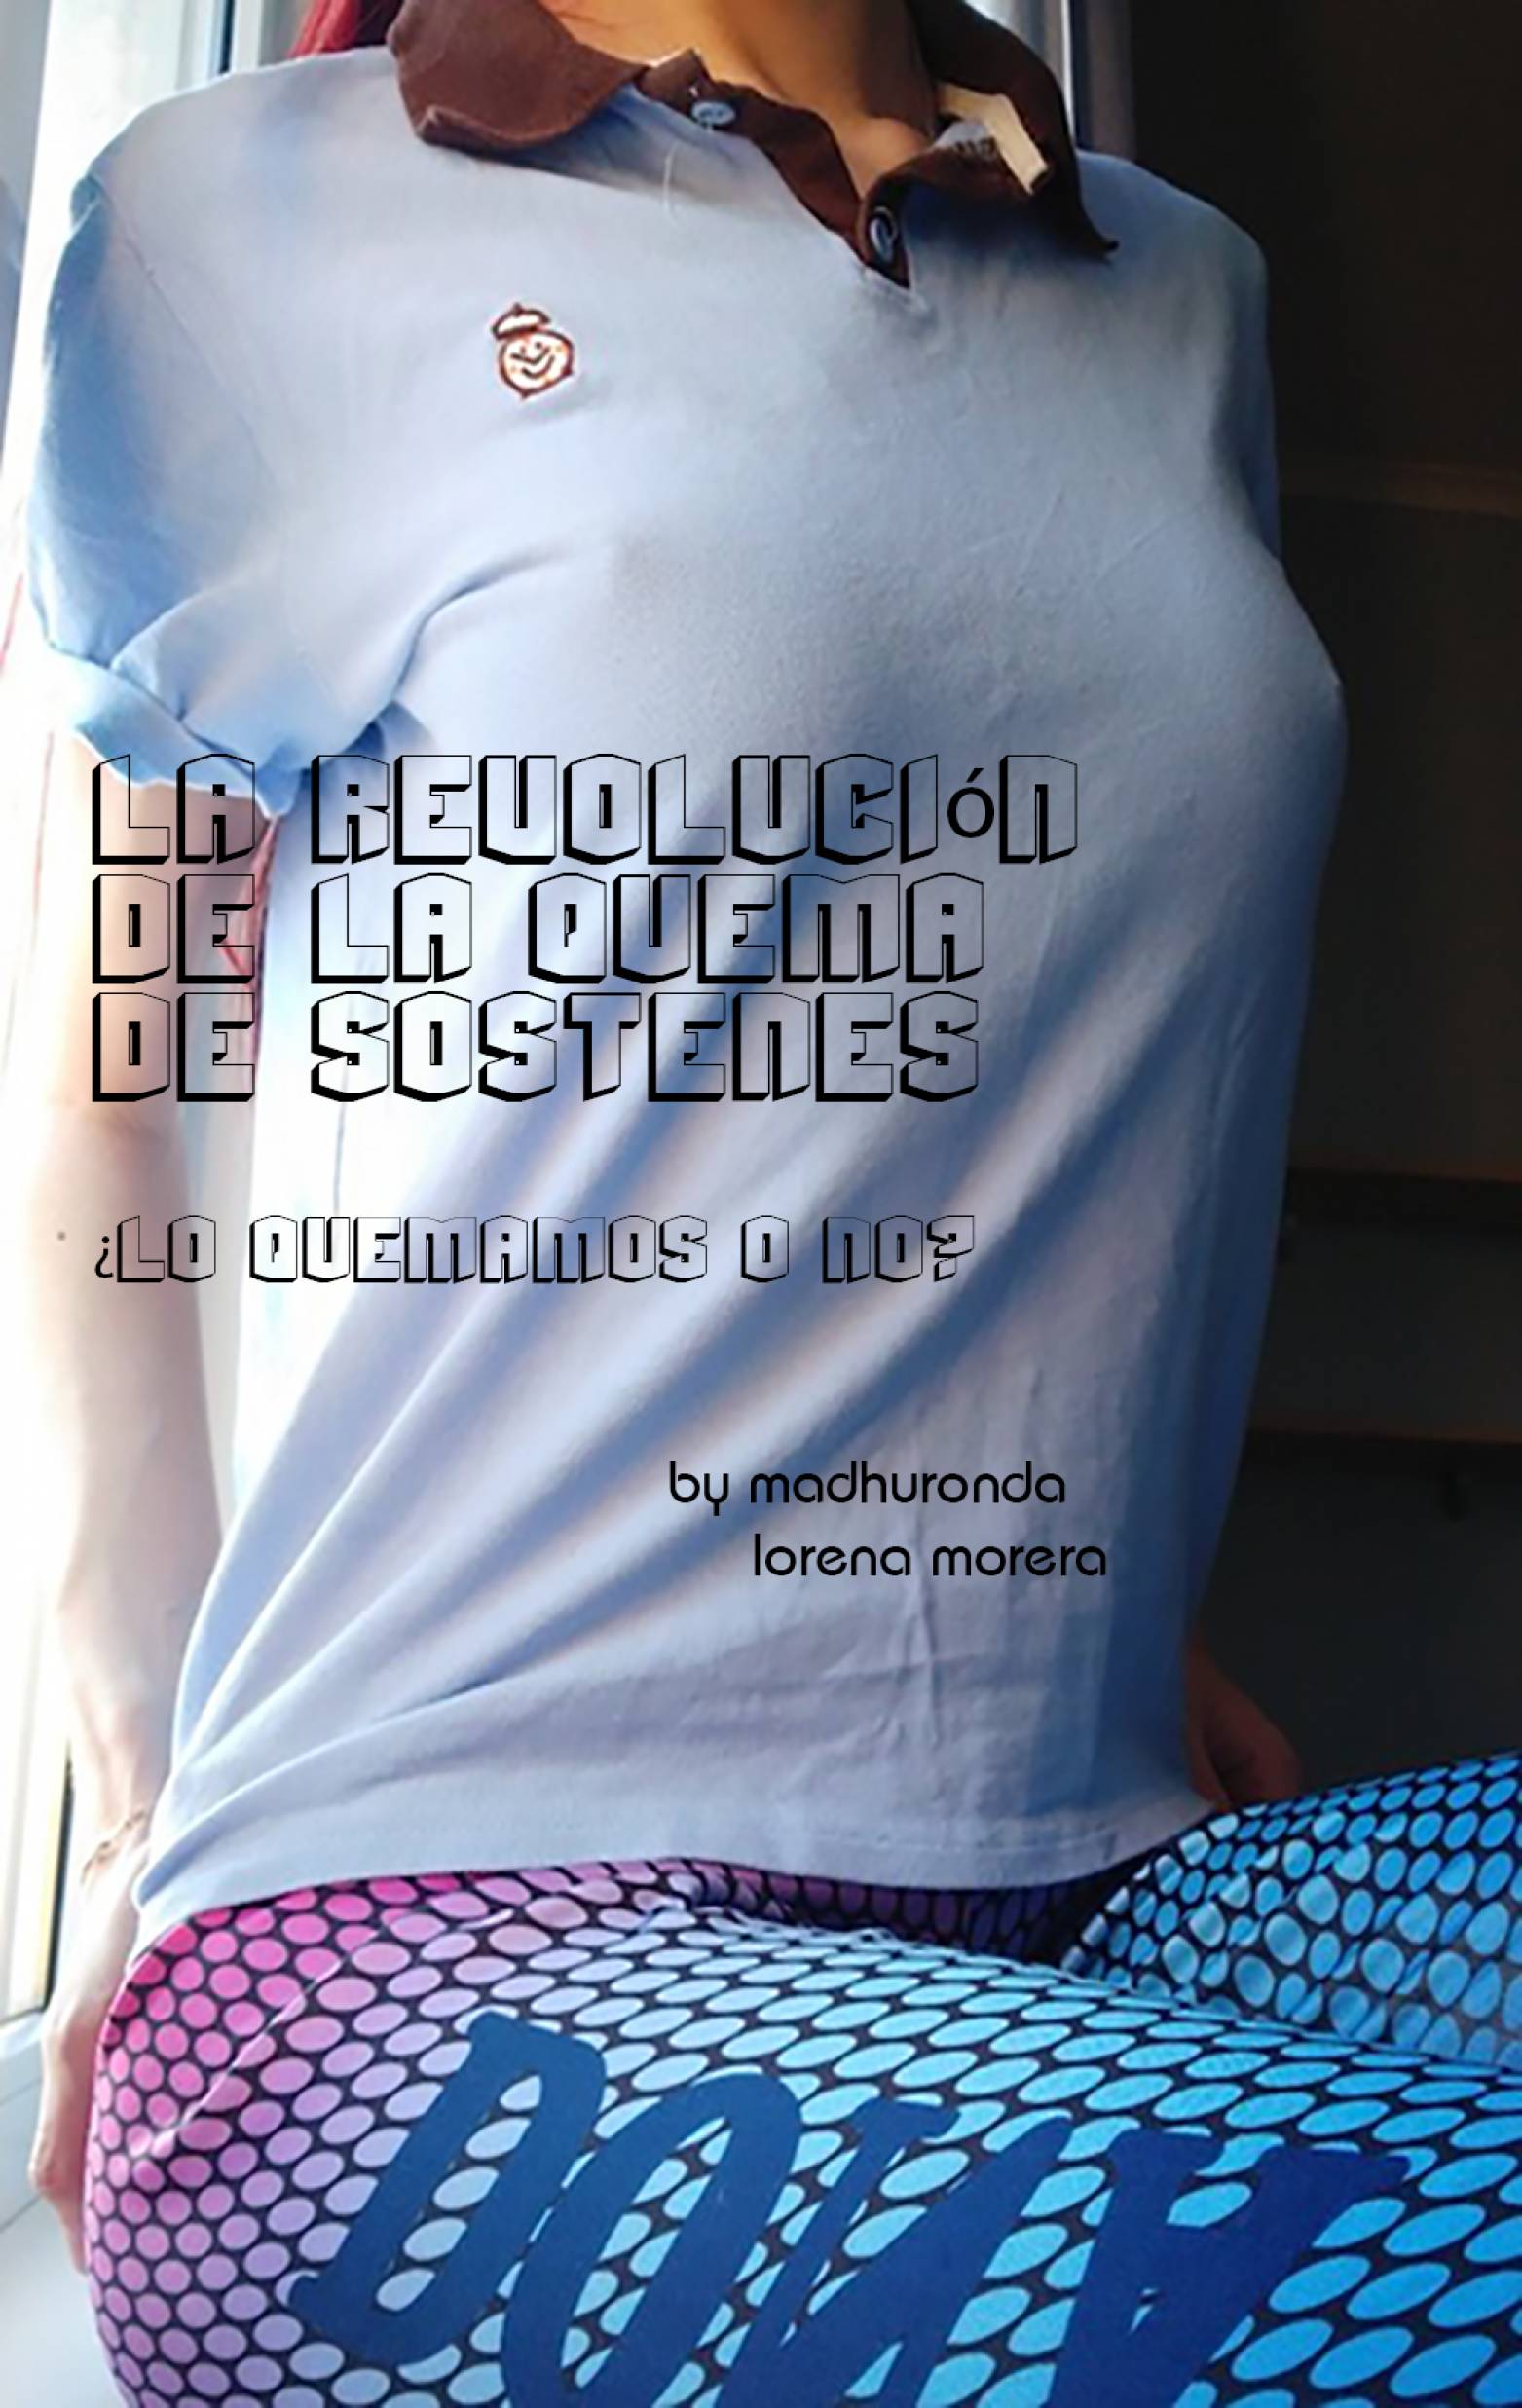 LA REVOLUCIÓN
DE LA QUEMA
DE SOSTENES
¿LO QUEMAMOS O NO?
by madhuronda
lorena morera